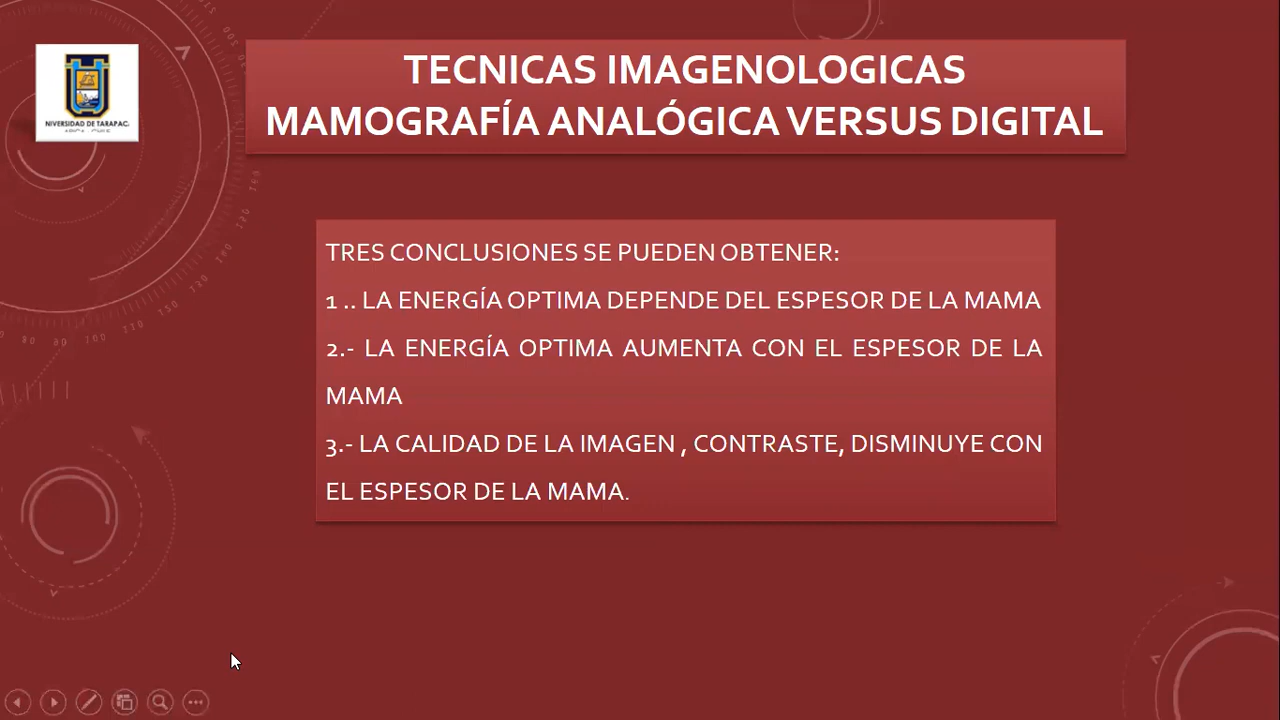 NIVERSIDAD DE TARAPAC.
TECNICAS IMAGENOLOGICAS
MAMOGRAFÍA ANALÓGICA VERSUS DIGITAL
TRES CONCLUSIONES SE PUEDEN OBTENER:
1 .. LA ENERGÍA OPTIMA DEPENDE DEL ESPESOR DE LA MAMA
2.- LA ENERGÍA OPTIMA AUMENTA CON EL ESPESOR DE LA
MAMA
3.- LA CALIDAD DE LA IMAGEN , CONTRASTE, DISMINUYE CON
EL ESPESOR DE LA MAMA.